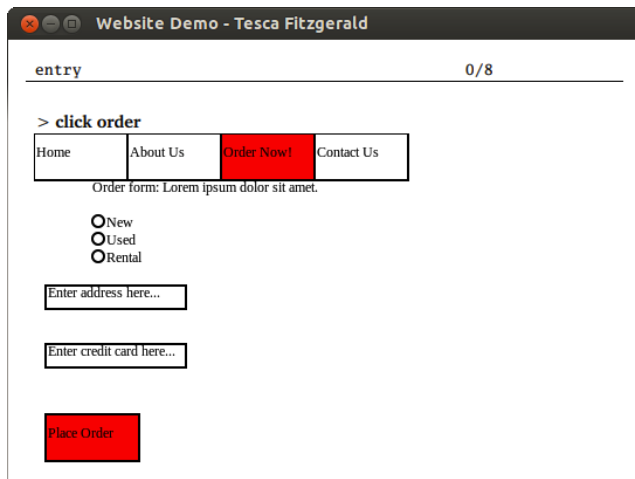 Website Demo - Tesca Fitzgerald
entry 0/8
> click order
Home About Us Order Now! Contact Us
Order form: Lorem ipsum dolor sit amet.
New
Used
Rental
Enter address here...
Enter credit card here...
Place Order